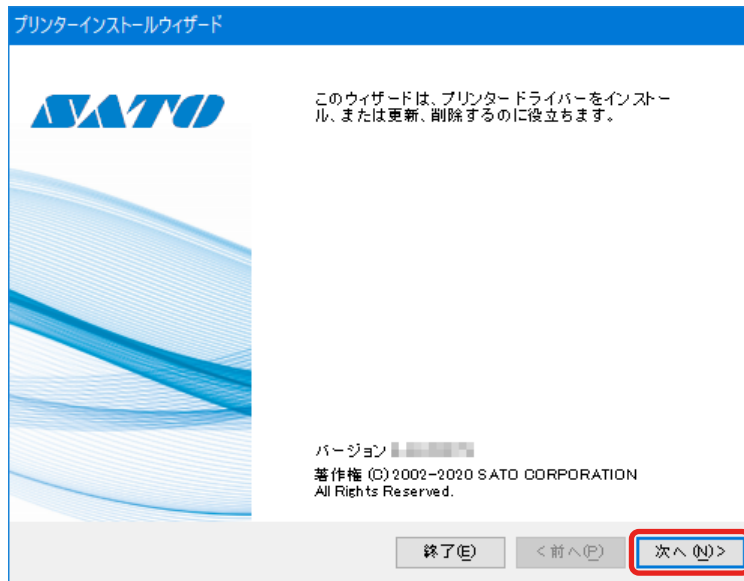 プリンターインストールウィザード
SATO
このウィザードは、プリンター ドライバーをインストー
ル、または更新、削除するのに役立ちます。
バージョン
著作権 (C) 2002-2020 SATO CORPORATION
All Rights Reserved.
終了(E)
<前へ(P)
次へ(N)>